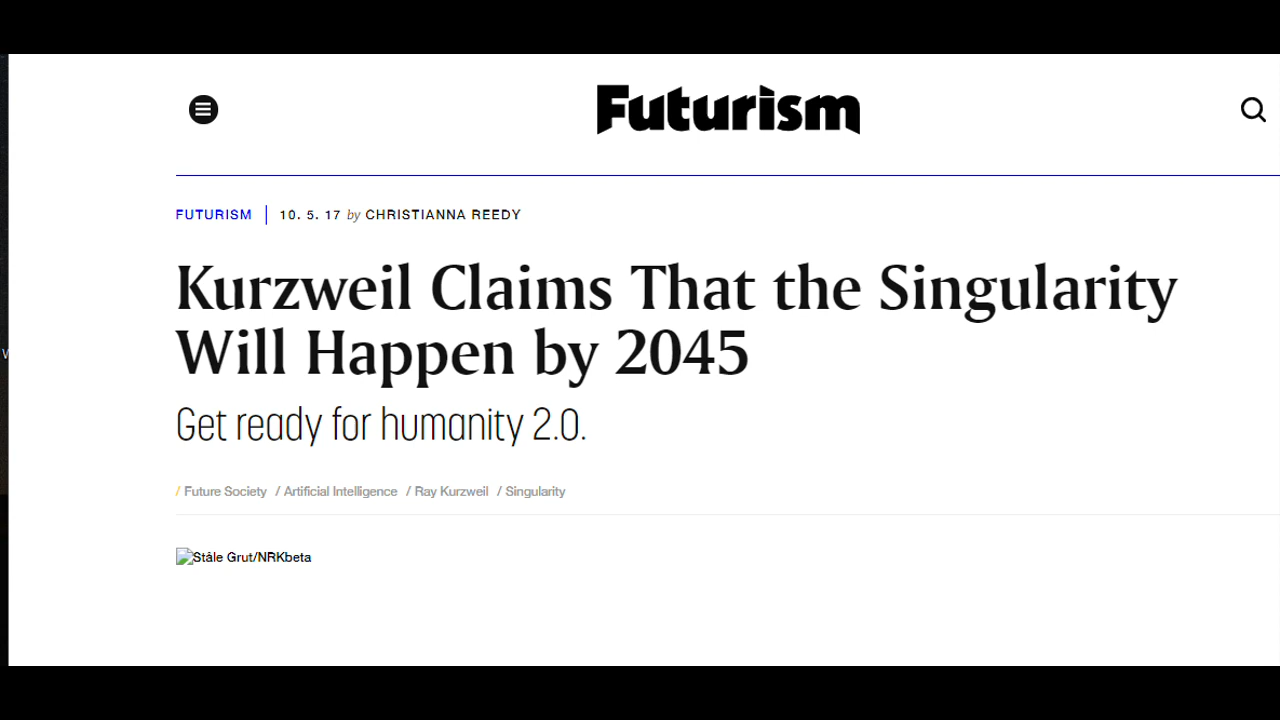 Futurism
FUTURISM | 10. 5. 17 by CHRISTIANNA REEDY
Kurzweil Claims That the Singularity
Will Happen by 2045
Get ready for humanity 2.0.
/ Future Society / Artificial Intelligence / Ray Kurzweil / Singularity
Ståle Grut/NRKbeta